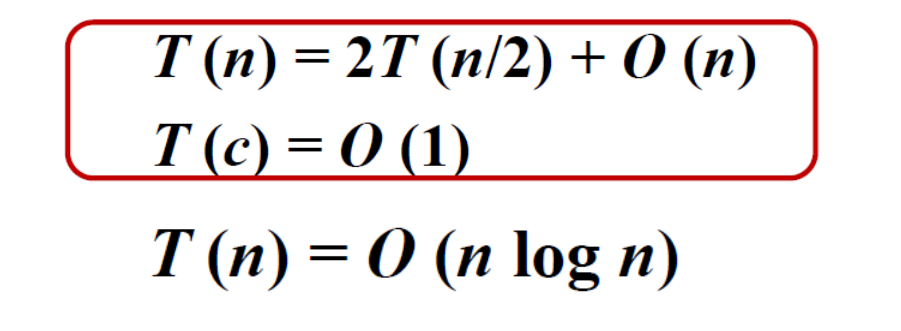 T (n) = 2T (n/2) + O (n)
T (c) = O (1)
T (n) = O (n log n)